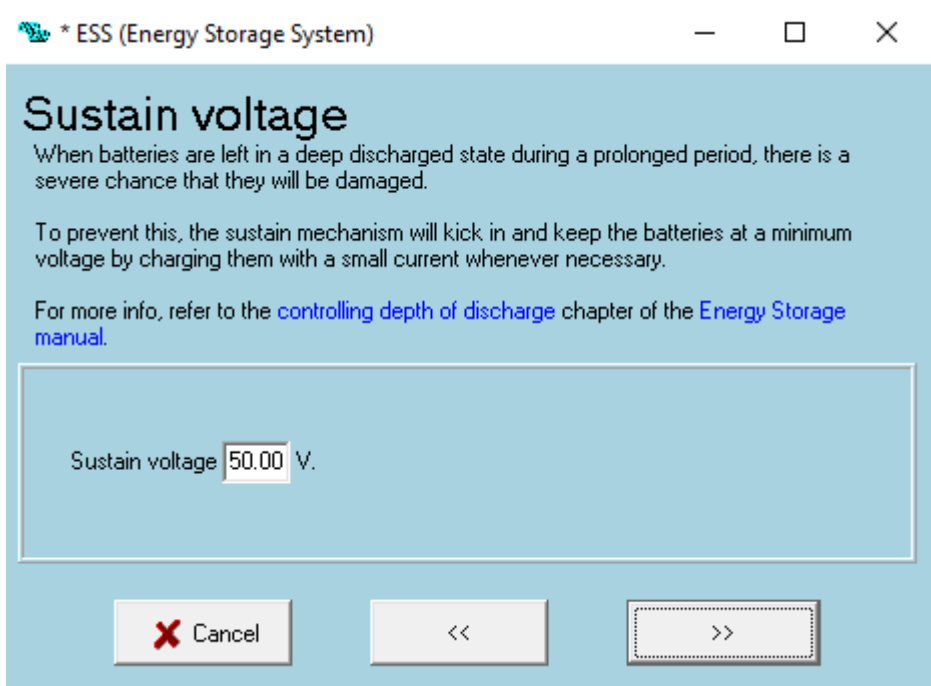 * ESS (Energy Storage System)
Sustain voltage
When batteries are left in a deep discharged state during a prolonged period, there is a
severe chance that they will be damaged.
To prevent this, the sustain mechanism will kick in and keep the batteries at a minimum
voltage by charging them with a small current whenever necessary.
For more info, refer to the controlling depth of discharge chapter of the Energy Storage
manual.
Sustain voltage 50.00 V.
Cancel << >>